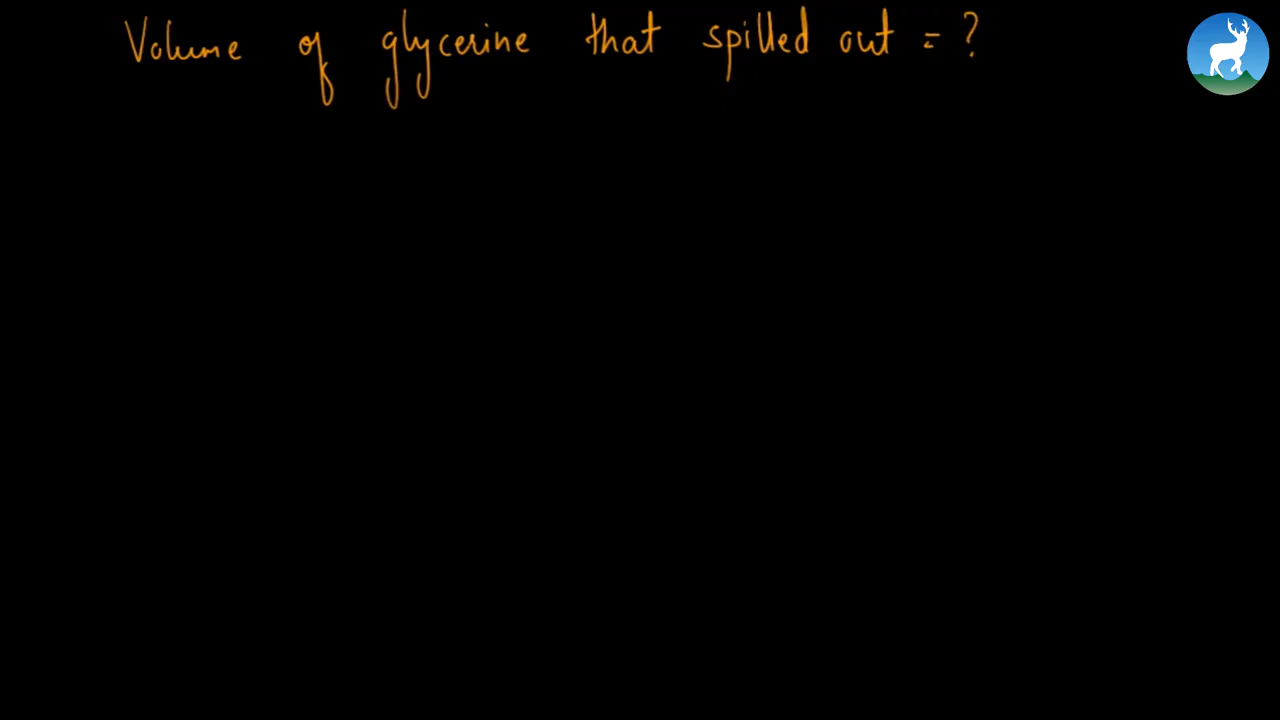 Volume of glycerine that spilled out = ?